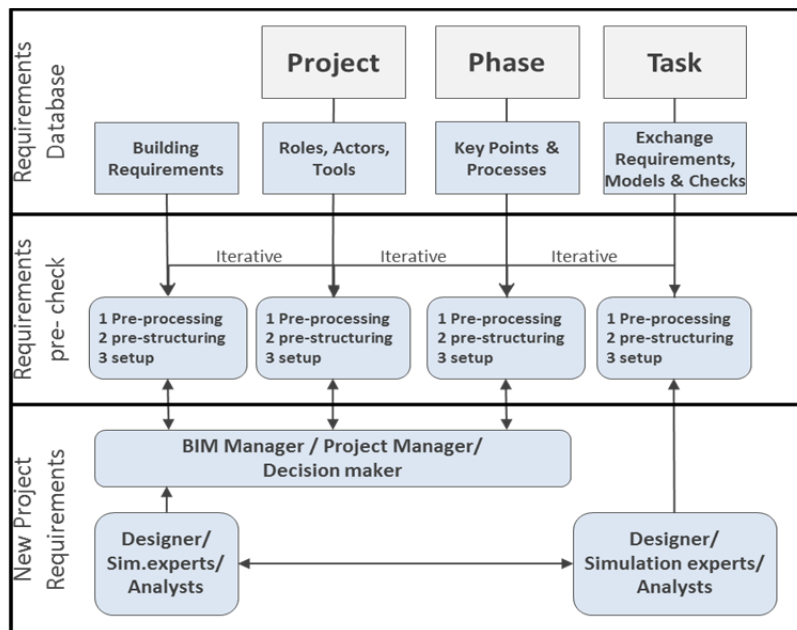 Requirements
Database
Project
Phase
Task
Building
Requirements
Roles, Actors,
Tools
Key Points &
Processes
Exchange
Requirements,
Models & Checks
Requirements
pre- check
Iterative
Iterative
Iterative
1 Pre-processing
2 pre-structuring
3 setup
1 Pre-processing
2 pre-structuring
3 setup
1 Pre-processing
2 pre-structuring
3 setup
1 Pre-processing
2 pre-structuring
3 setup
New Project
Requirements
BIM Manager / Project Manager/
Decision maker
Designer/
Sim.experts/
Analysts
Designer/
Simulation experts/
Analysts